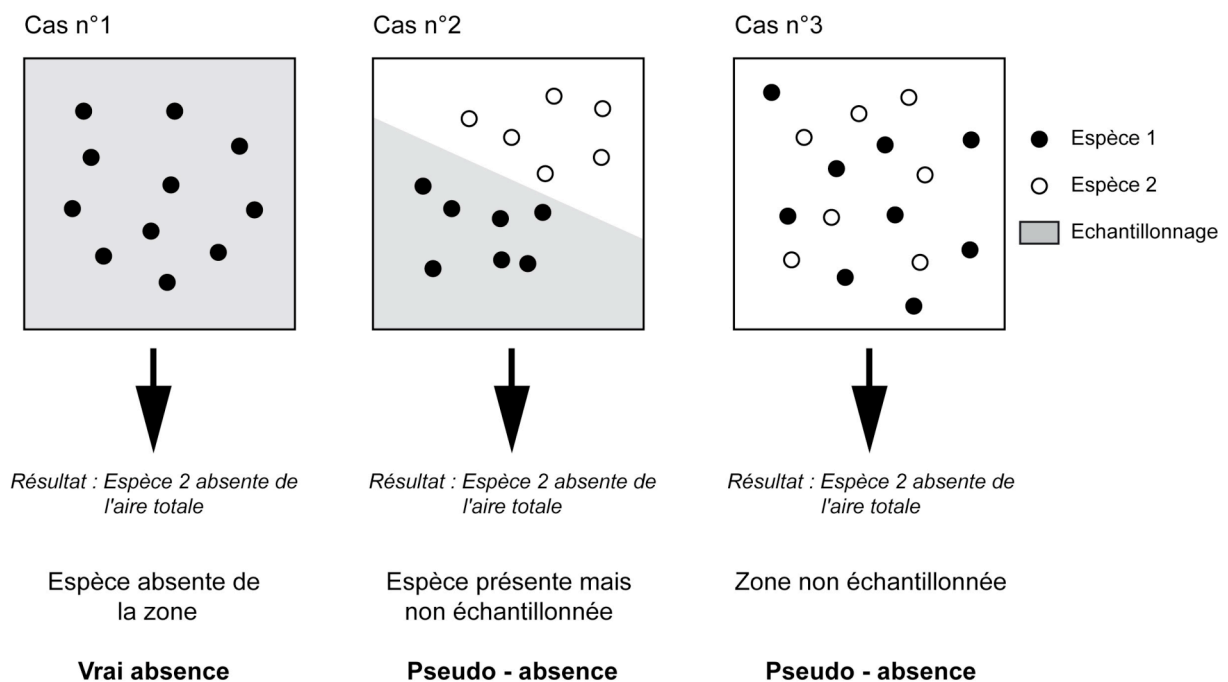 Cas n°1
Cas n°2
Cas n°3
Espèce 1
Espèce 2
Echantillonnage
Résultat : Espèce 2 absente de
l'aire totale
Résultat : Espèce 2 absente de
l'aire totale
Résultat : Espèce 2 absente de
l'aire totale
Espèce absente de
la zone
Espèce présente mais
non échantillonnée
Zone non échantillonnée
Vrai absence
Pseudo - absence
Pseudo - absence